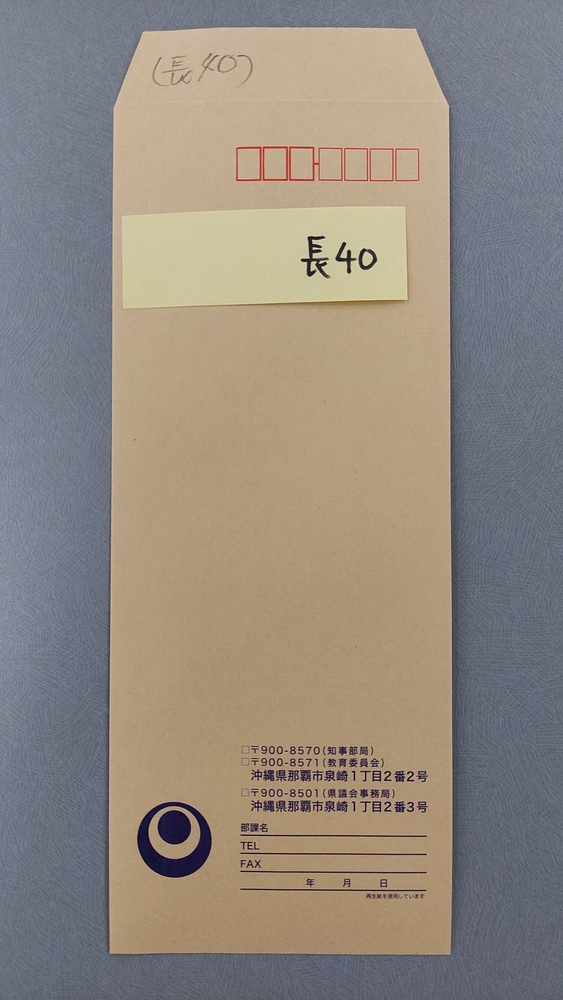 (長40)
長40
□〒900-8570(知事部局)
□〒900-8571(教育委員会)
沖縄県那覇市泉崎1丁目2番2号
□〒900-8501(県議会事務局)
沖縄県那覇市泉崎1丁目2番3号
部課名
TEL
FAX
年 月 日
再生紙を使用しています